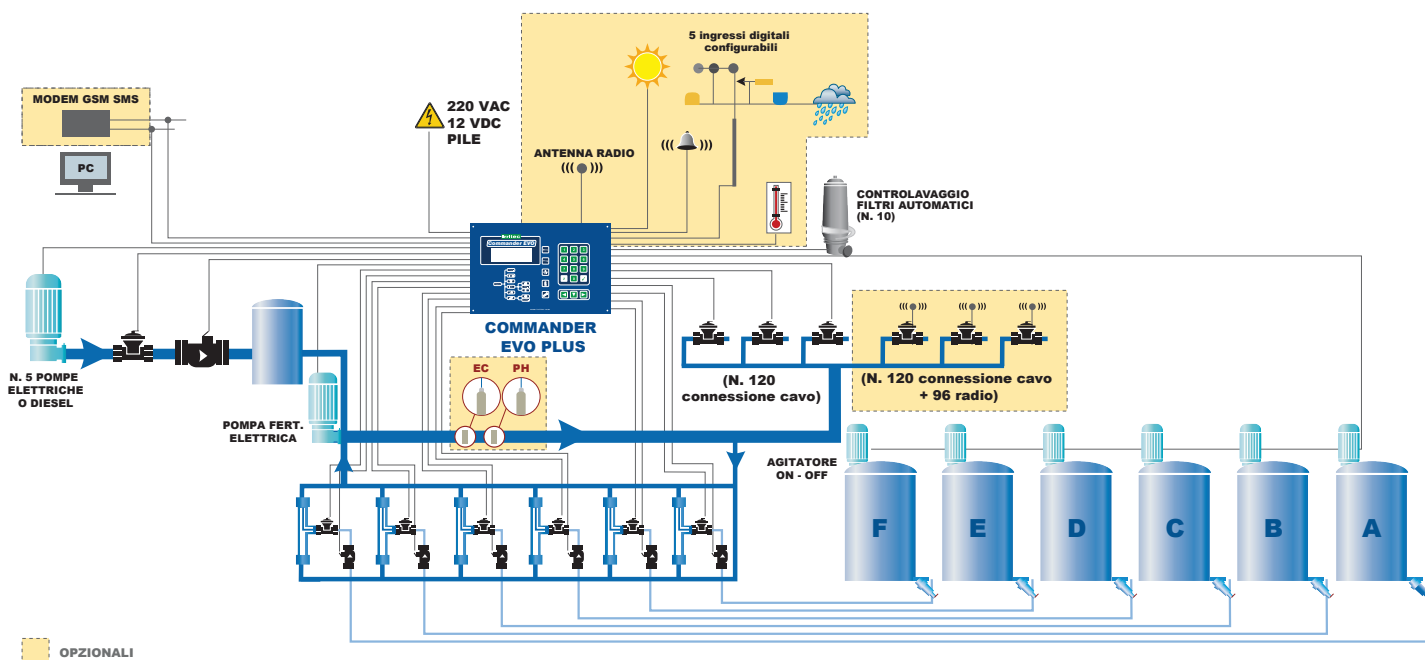 5 ingressi digitali
configurabili
MODEM GSM SMS
220 VAC
12 VDC
PILE
PC
ANTENNA RADIO
CONTROLAVAGGIO
FILTRI AUTOMATICI
(N. 10)
Commander EVO
COMMANDER
EVO PLUS
N. 5 POMPE
ELETTRICHE
O DIESEL
EC
PH
(N. 120
connessione cavo)
(N. 120 connessione cavo
+ 96 radio)
POMPA FERT.
ELETTRICA
AGITATORE
ON - OFF
F
E
D
C
B
A
OPZIONALI